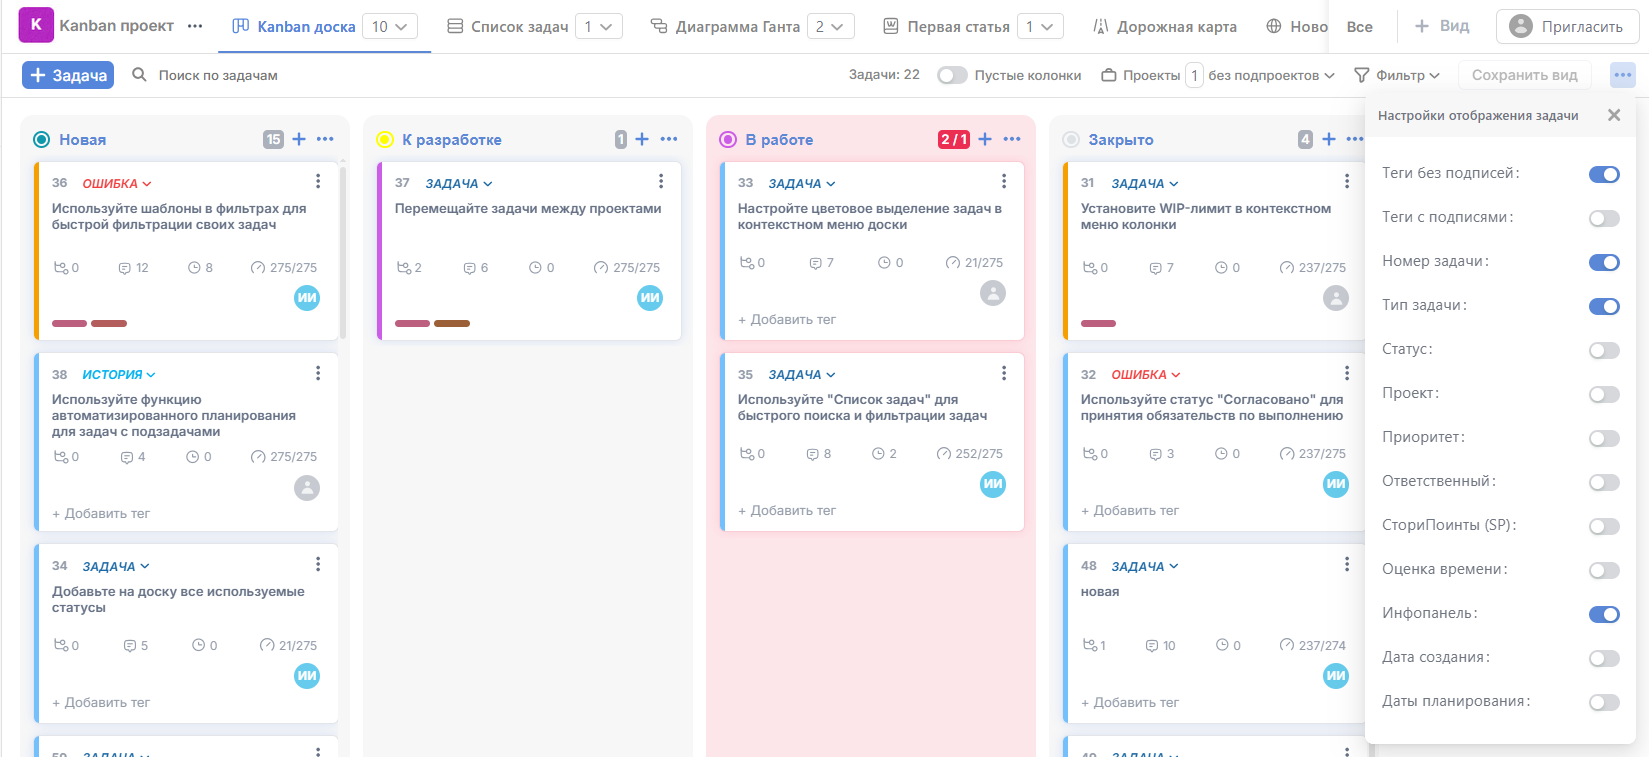 K Kanban проект ••• Kanban доска 10 Список задач 1 Диаграмма Ганта 2 Первая статья 1 Дорожная карта Ново Все + Вид Пригласить
+ Задача Поиск по задачам Задачи: 22 Пустые колонки Проекты 1 без подпроектов Фильтр Сохранить вид •••
Новая 15 + •••
36 ОШИБКА
Используйте шаблоны в фильтрах для
быстрой фильтрации своих задач
0 12 8 275/275
ИИ
38 ИСТОРИЯ
Используйте функцию
автоматизированного планирования
для задач с подзадачами
0 4 0 275/275
+ Добавить тег
34 ЗАДАЧА
Добавьте на доску все используемые
статусы
0 5 0 21/275
ИИ
+ Добавить тег
ЗАДАЧА
К разработке 1 + •••
37 ЗАДАЧА
Перемещайте задачи между проектами
2 6 0 275/275
ИИ
В работе 2 / 1 + •••
33 ЗАДАЧА
Настройте цветовое выделение задач в
контекстном меню доски
0 7 0 21/275
+ Добавить тег
35 ЗАДАЧА
Используйте "Список задач" для
быстрого поиска и фильтрации задач
0 8 2 252/275
ИИ
+ Добавить тег
Закрыто 4 + •••
31 ЗАДАЧА
Установите WIP-лимит в контекстном
меню колонки
0 7 0 237/275
32 ОШИБКА
Используйте статус "Согласовано" для
принятия обязательств по выполнению
0 3 0 237/275
ИИ
+ Добавить тег
48 ЗАДАЧА
новая
1 10 0 237/274
ИИ
+ Добавить тег
ЗАДАЧА
Настройки отображения задачи
Теги без подписей:
Теги с подписями:
Номер задачи:
Тип задачи:
Статус:
Проект:
Приоритет:
Ответственный:
СториПоинты (SP):
Оценка времени:
Инфопанель:
Дата создания:
Даты планирования: